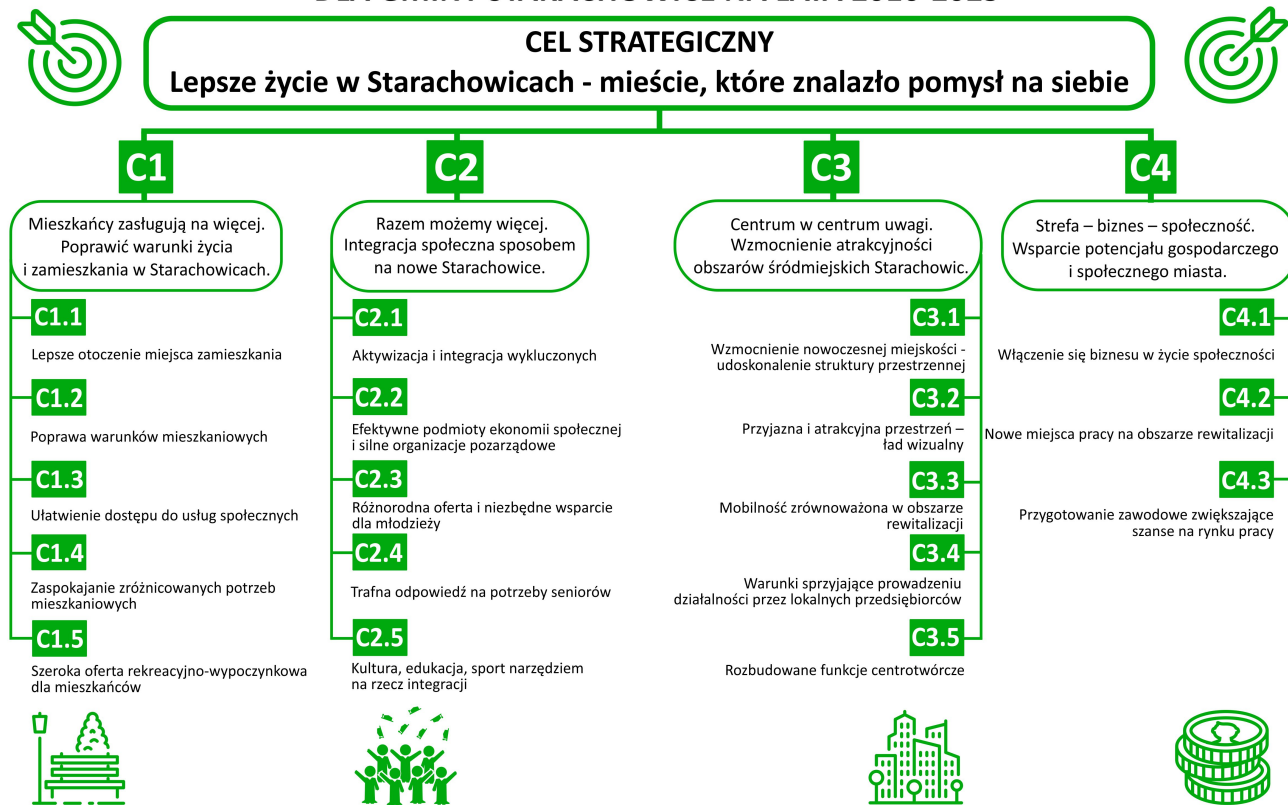 DLA GMINY STARACHOWICE NA LATA 2016-2023
CEL STRATEGICZNY
Lepsze życie w Starachowicach - mieście, które znalazło pomysł na siebie
C1
Mieszkańcy zasługują na więcej.
Poprawić warunki życia
i zamieszkania w Starachowicach.
C1.1
Lepsze otoczenie miejsca zamieszkania
C1.2
Poprawa warunków mieszkaniowych
C1.3
Ułatwienie dostępu do usług społecznych
C1.4
Zaspokajanie zróżnicowanych potrzeb
mieszkaniowych
C1.5
Szeroka oferta rekreacyjno-wypoczynkowa
dla mieszkańców
C2
Razem możemy więcej.
Integracja społeczna sposobem
na nowe Starachowice.
C2.1
Aktywizacja i integracja wykluczonych
C2.2
Efektywne podmioty ekonomii społecznej
i silne organizacje pozarządowe
C2.3
Różnorodna oferta i niezbędne wsparcie
dla młodzieży
C2.4
Trafna odpowiedź na potrzeby seniorów
C2.5
Kultura, edukacja, sport narzędziem
na rzecz integracji
C3
Centrum w centrum uwagi.
Wzmocnienie atrakcyjności
obszarów śródmiejskich Starachowic.
C3.1
Wzmocnienie nowoczesnej miejskości -
udoskonalenie struktury przestrzennej
C3.2
Przyjazna i atrakcyjna przestrzeń –
ład wizualny
C3.3
Mobilność zrównoważona w obszarze
rewitalizacji
C3.4
Warunki sprzyjające prowadzeniu
działalności przez lokalnych przedsiębiorców
C3.5
Rozbudowane funkcje centrotwórcze
C4
Strefa – biznes – społeczność.
Wsparcie potencjału gospodarczego
i społecznego miasta.
C4.1
Włączenie się biznesu w życie społeczności
C4.2
Nowe miejsca pracy na obszarze rewitalizacji
C4.3
Przygotowanie zawodowe zwiększające
szanse na rynku pracy